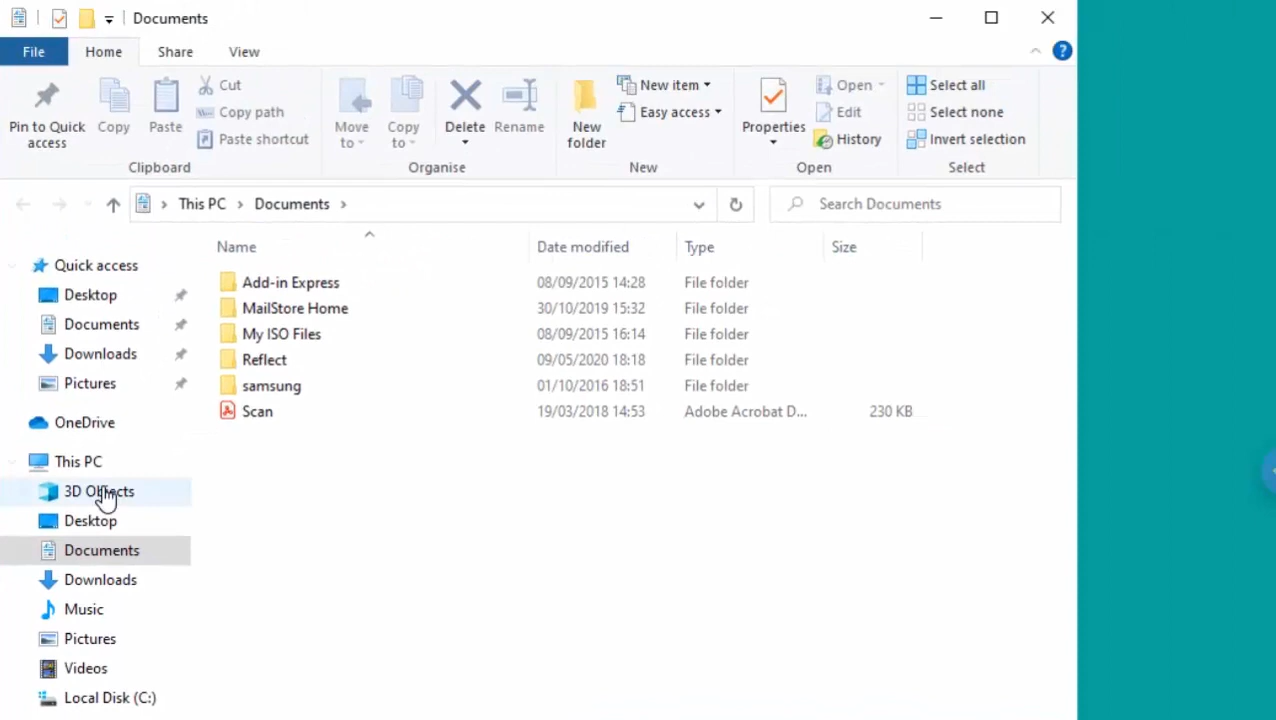 Documents
File Home Share View
Pin to Quick access
Copy
Paste
Cut
Copy path
Paste shortcut
Clipboard
Move to
Copy to
Delete
Rename
Organise
New folder
New item
Easy access
New
Properties
Open
Edit
History
Open
Select all
Select none
Invert selection
Select
This PC Documents
Search Documents
Name Date modified Type Size
Add-in Express 08/09/2015 14:28 File folder
MailStore Home 30/10/2019 15:32 File folder
My ISO Files 08/09/2015 16:14 File folder
Reflect 09/05/2020 18:18 File folder
samsung 01/10/2016 18:51 File folder
Scan 19/03/2018 14:53 Adobe Acrobat D... 230 KB
Quick access
Desktop
Documents
Downloads
Pictures
OneDrive
This PC
3D Objects
Desktop
Documents
Downloads
Music
Pictures
Videos
Local Disk (C:)